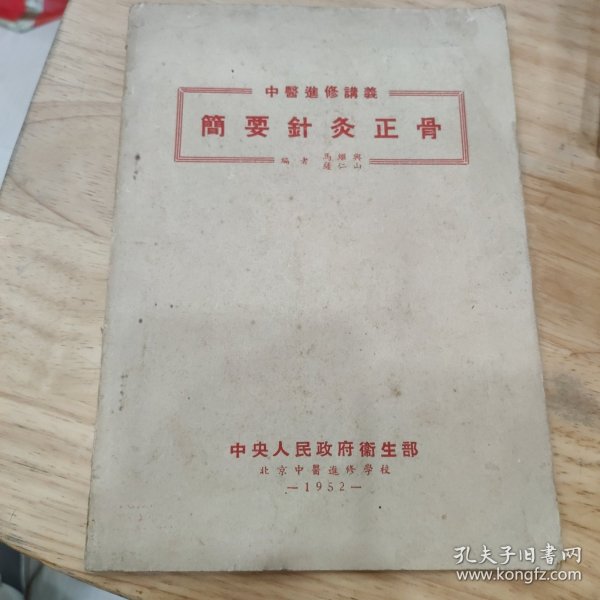 中醫進修講義
簡要針灸正骨
編者 馬繼興
羅仁山
中央人民政府衛生部
北京中醫進修學校
—1952—
孔夫子旧书网
www.kongfz.com